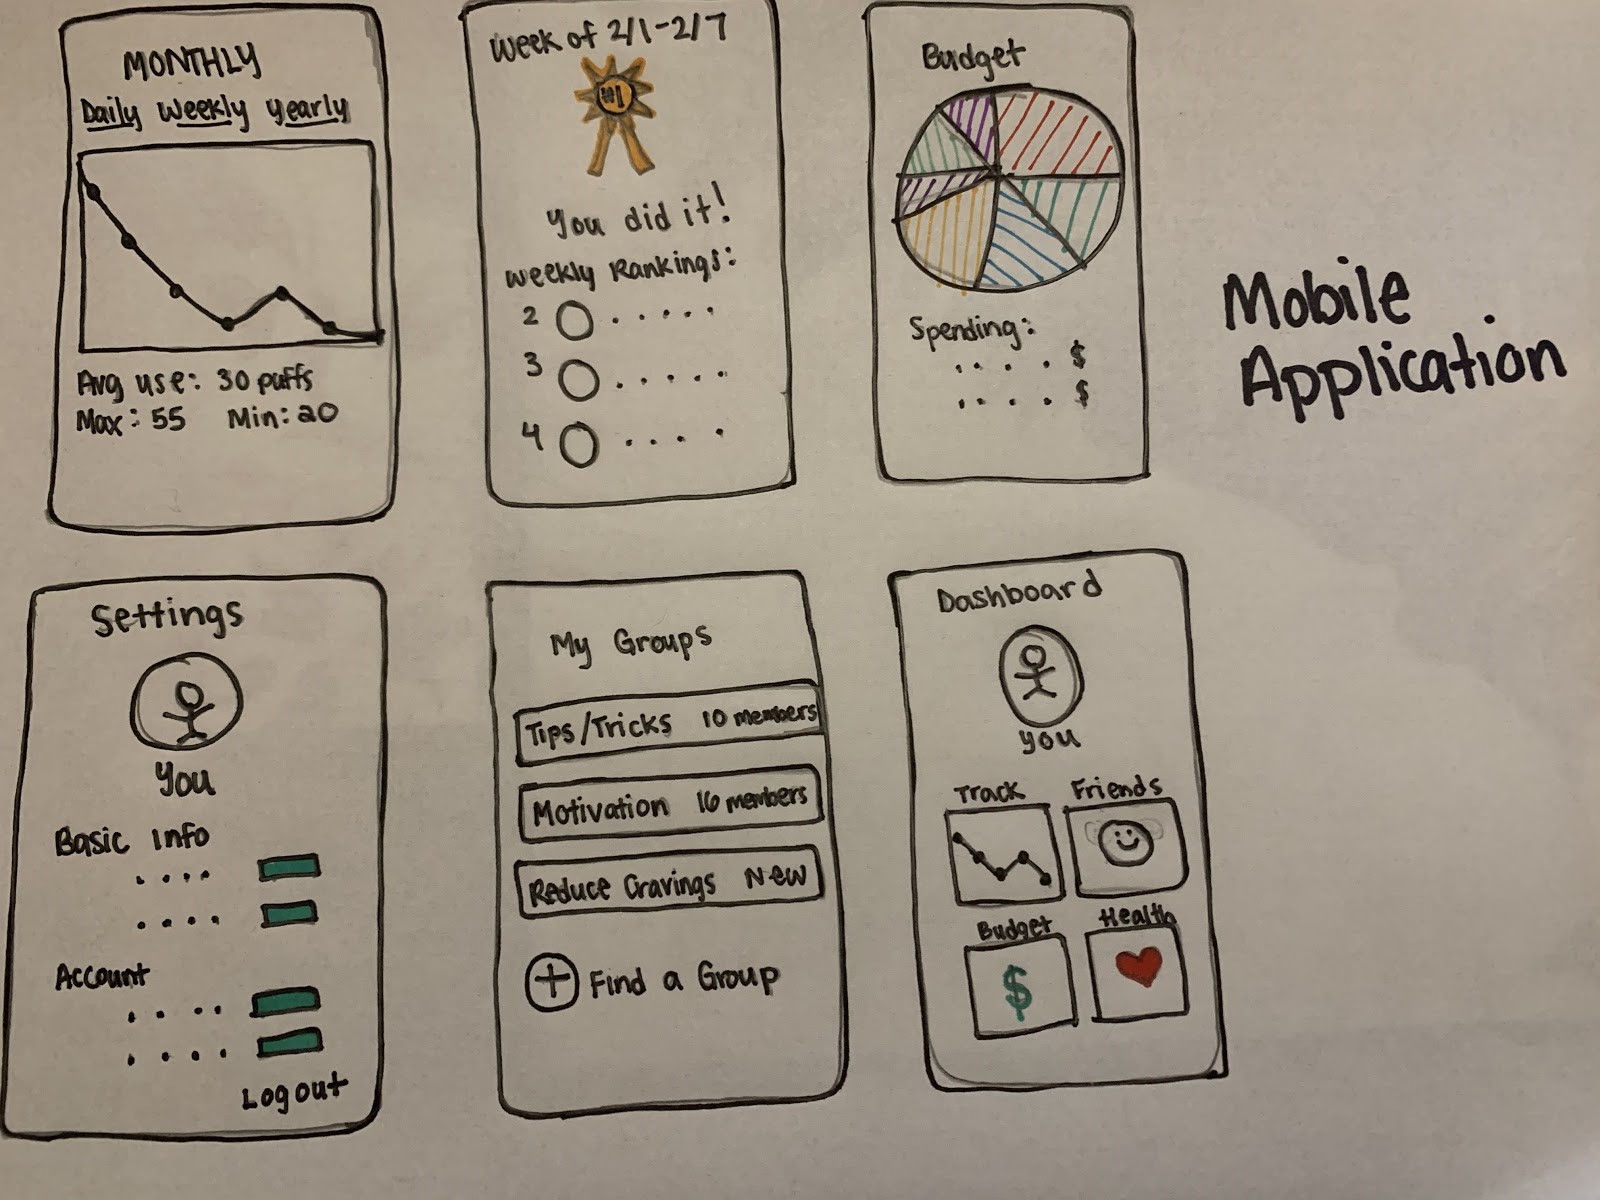 MONTHLY
Daily Weekly Yearly
Avg use: 30 puffs
Max: 55 Min: 20
Week of 2/1-2/7
#1
You did it!
Weekly Rankings:
2
3
4
Budget
Spending:
$
$
Mobile
Application
Settings
You
Basic Info
Account
Log out
My Groups
Tips/Tricks 10 members
Motivation 16 members
Reduce Cravings New
+ Find a Group
Dashboard
you
Track Friends
Budget Health
$